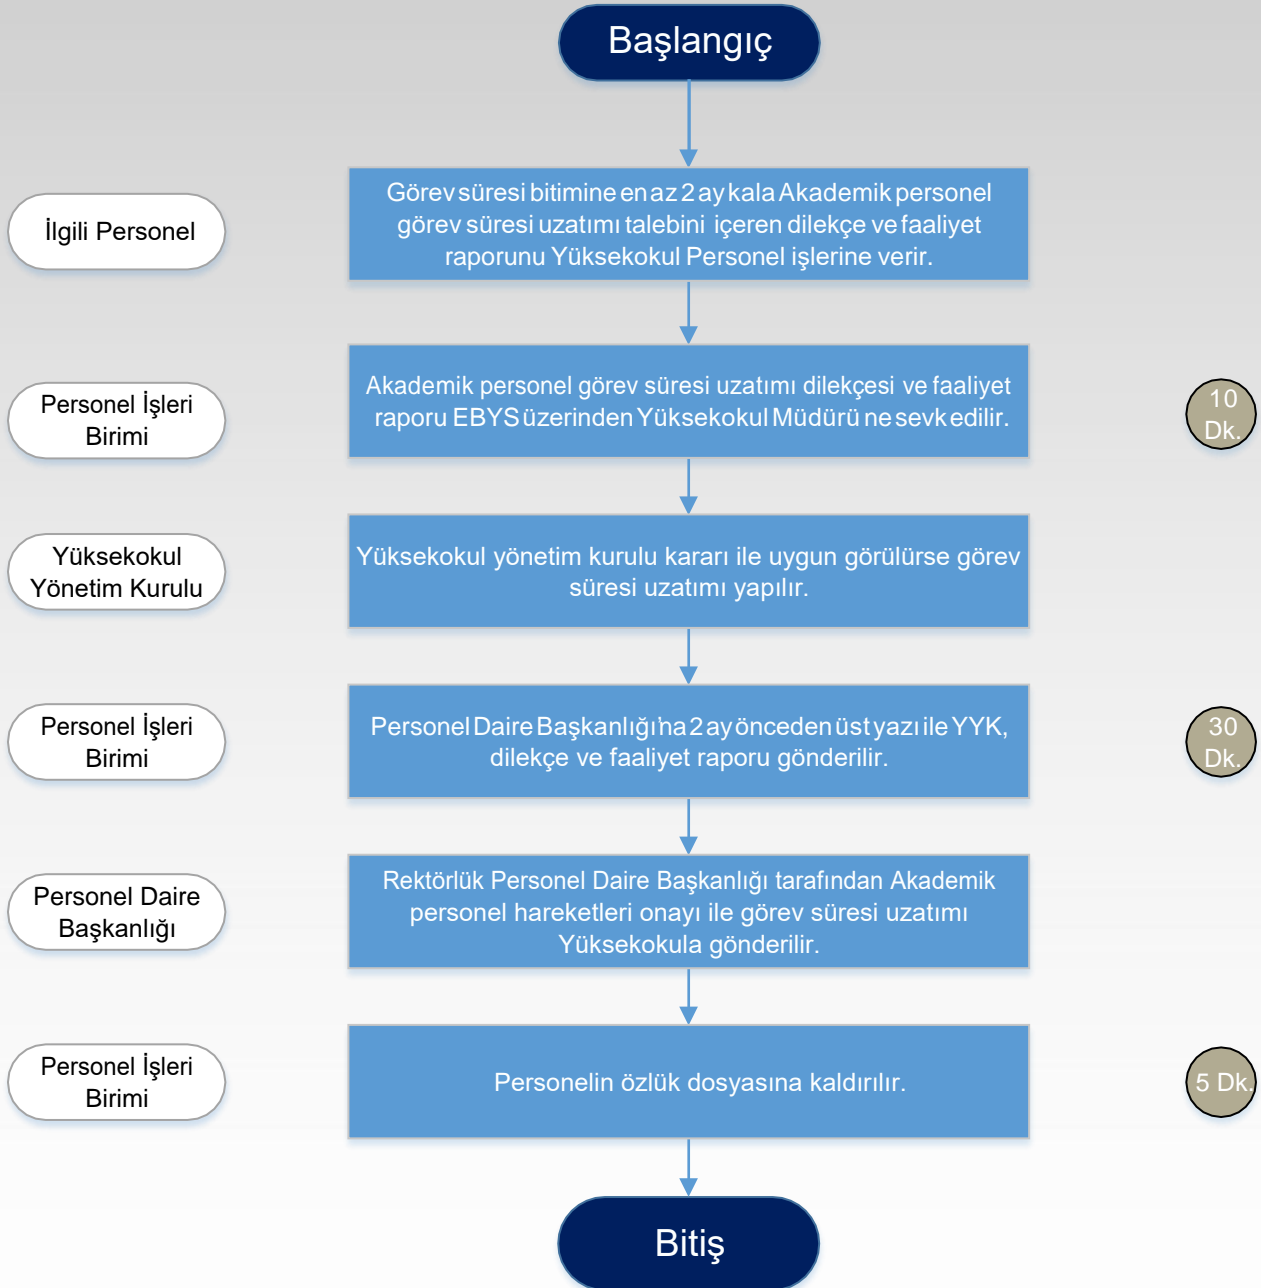 Başlangıç
İlgili Personel
Görev süresi bitimine en az 2 ay kala Akademik personel
görev süresi uzatımı talebini içeren dilekçe ve faaliyet
raporunu Yüksekokul Personel işlerine verir.
Personel İşleri
Birimi
Akademik personel görev süresi uzatımı dilekçesi ve faaliyet
raporu EBYS üzerinden Yüksekokul Müdürü ne sevk edilir.
10
Dk.
Yüksekokul
Yönetim Kurulu
Yüksekokul yönetim kurulu kararı ile uygun görülürse görev
süresi uzatımı yapılır.
Personel İşleri
Birimi
Personel Daire Başkanlığı'na 2 ay önceden üst yazı ile YYK,
dilekçe ve faaliyet raporu gönderilir.
30
Dk.
Personel Daire
Başkanlığı
Rektörlük Personel Daire Başkanlığı tarafından Akademik
personel hareketleri onayı ile görev süresi uzatımı
Yüksekokula gönderilir.
Personel İşleri
Birimi
Personelin özlük dosyasına kaldırılır.
5 Dk.
Bitiş